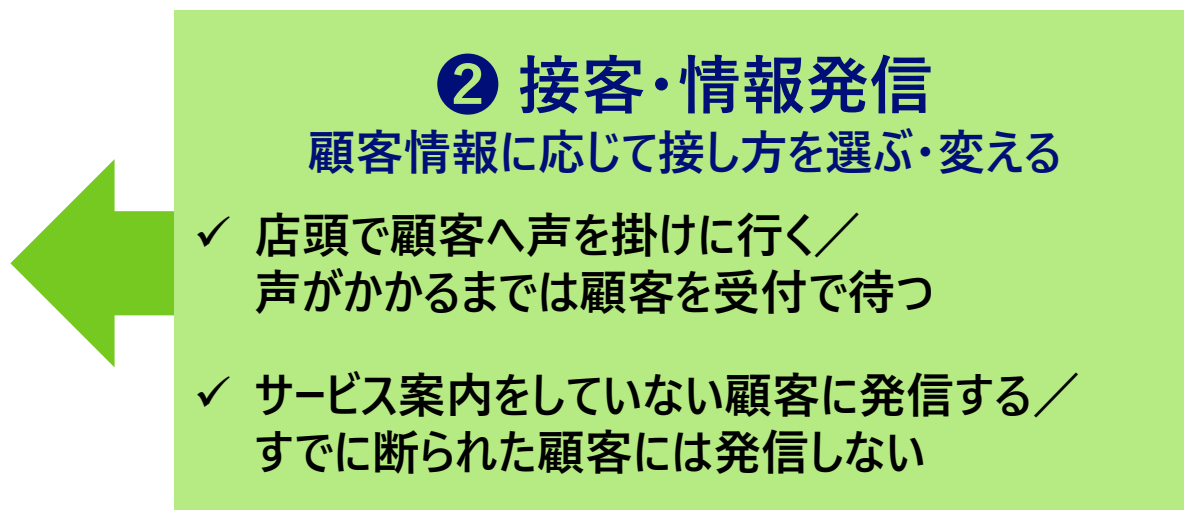 ❷ 接客・情報発信
顧客情報に応じて接し方を選ぶ・変える
✓ 店頭で顧客へ声を掛けに行く／
声がかかるまでは顧客を受付で待つ
✓ サービス案内をしていない顧客に発信する／
すでに断られた顧客には発信しない